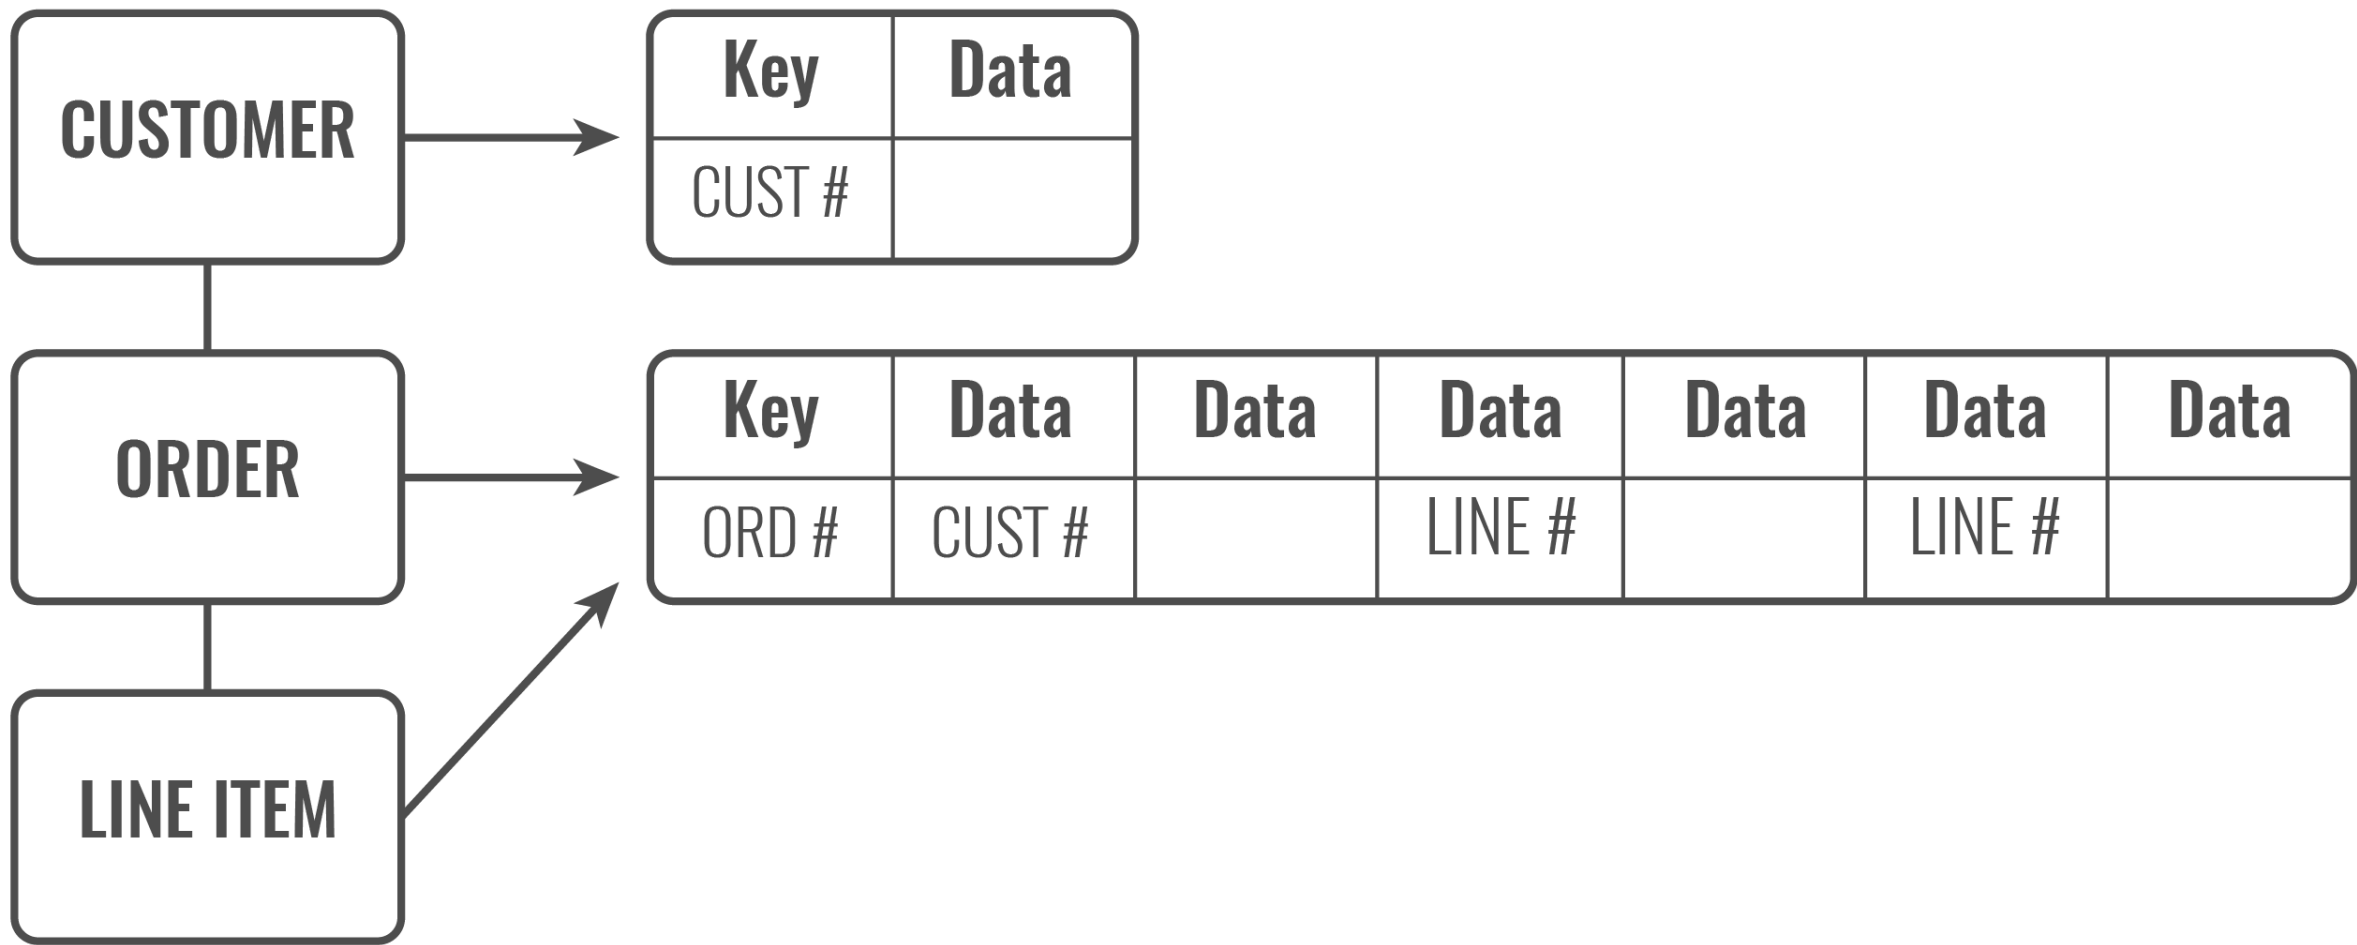 CUSTOMER
Key Data
CUST #
ORDER
Key Data Data Data Data Data Data
ORD # CUST # LINE # LINE #
LINE ITEM